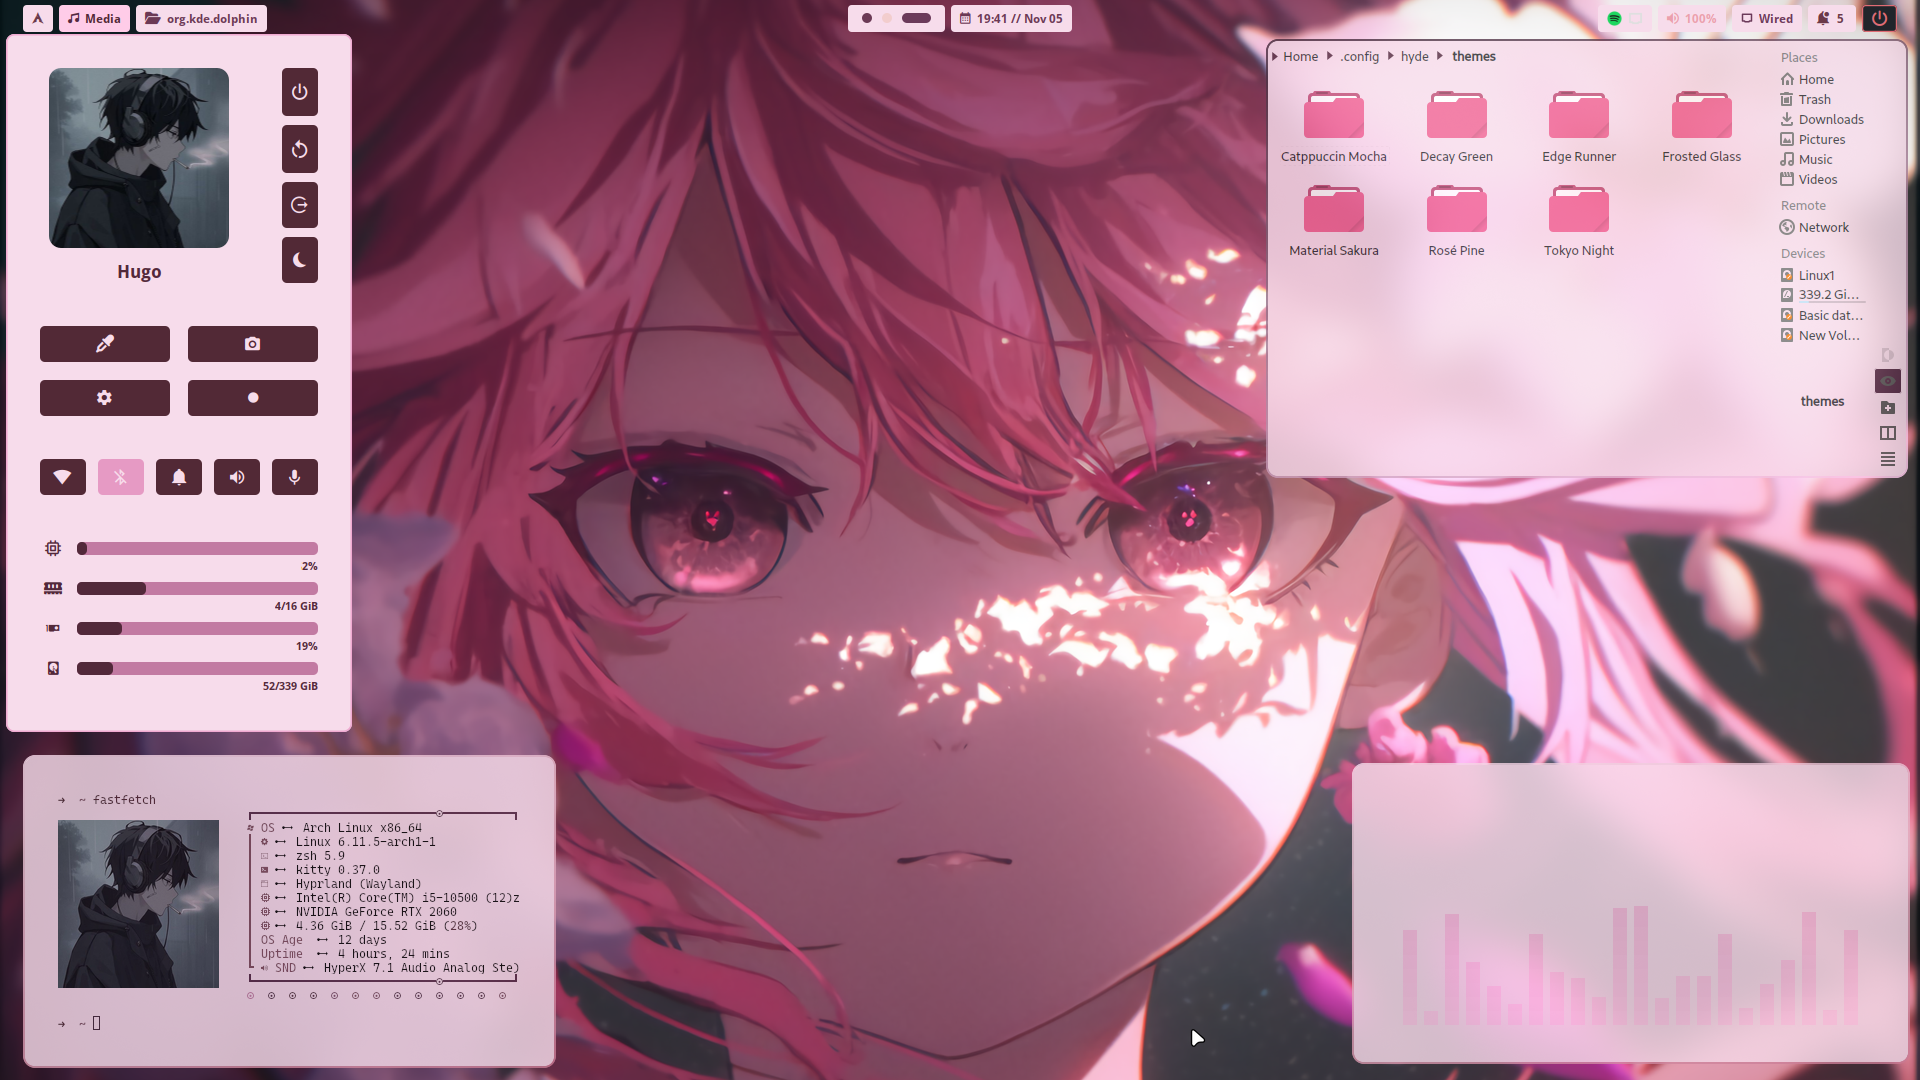 Media
org.kde.dolphin
19:41 // Nov 05
100%
Wired
5
Hugo
2%
4/16 GiB
19%
52/339 GiB
Home .config hyde themes
Catppuccin Mocha
Decay Green
Edge Runner
Frosted Glass
Material Sakura
Rosé Pine
Tokyo Night
Places
Home
Trash
Downloads
Pictures
Music
Videos
Remote
Network
Devices
Linux1
339.2 Gi...
Basic dat...
New Vol...
themes
→ ~ fastfetch
OS Arch Linux x86_64
Linux 6.11.5-arch1-1
zsh 5.9
kitty 0.37.0
Hyprland (Wayland)
Intel(R) Core(TM) i5-10500 (12)z
NVIDIA GeForce RTX 2060
4.36 GiB / 15.52 GiB (28%)
OS Age 12 days
Uptime 4 hours, 24 mins
SND HyperX 7.1 Audio Analog Ste)
→ ~